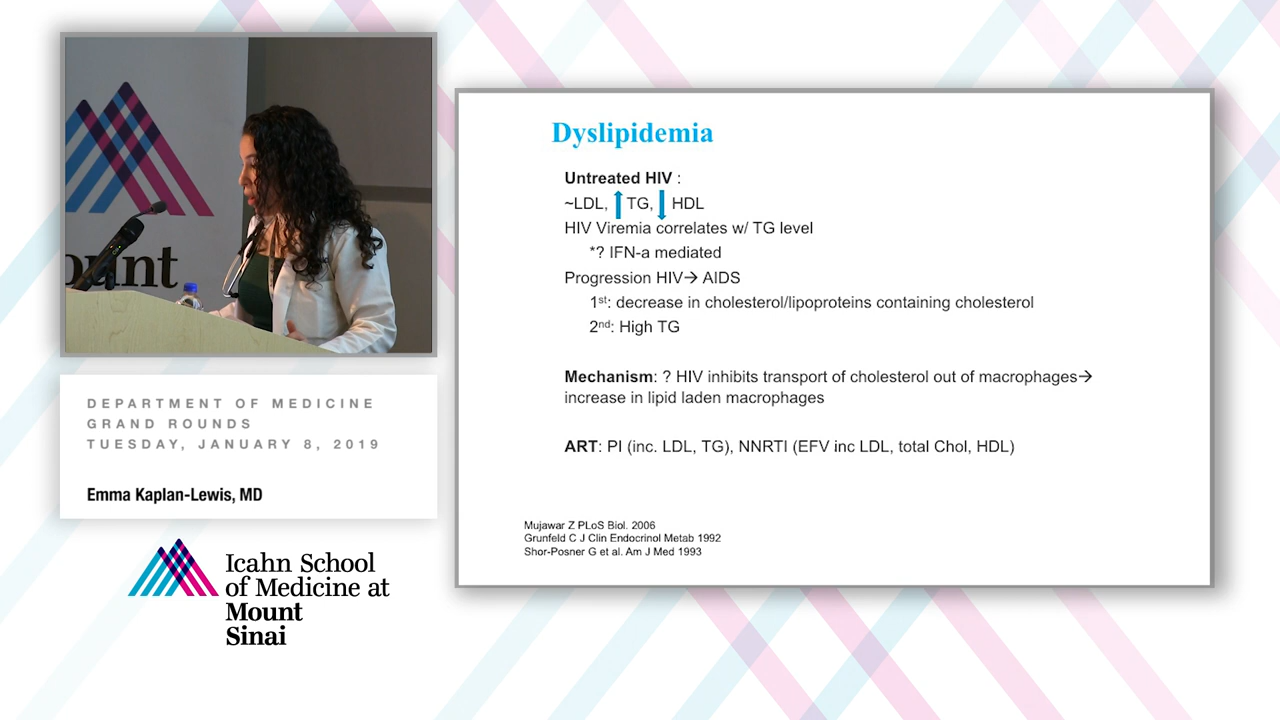 ount
DEPARTMENT OF MEDICINE
GRAND ROUNDS
TUESDAY, JANUARY 8, 2019
Emma Kaplan-Lewis, MD
Icahn School
of Medicine at
Mount
Sinai
Dyslipidemia
Untreated HIV :
~LDL, ↑ TG, ↓ HDL
HIV Viremia correlates w/ TG level
*? IFN-a mediated
Progression HIV→ AIDS
1st: decrease in cholesterol/lipoproteins containing cholesterol
2nd: High TG
Mechanism: ? HIV inhibits transport of cholesterol out of macrophages→
increase in lipid laden macrophages
ART: PI (inc. LDL, TG), NNRTI (EFV inc LDL, total Chol, HDL)
Mujawar Z PLoS Biol. 2006
Grunfeld C J Clin Endocrinol Metab 1992
Shor-Posner G et al. Am J Med 1993